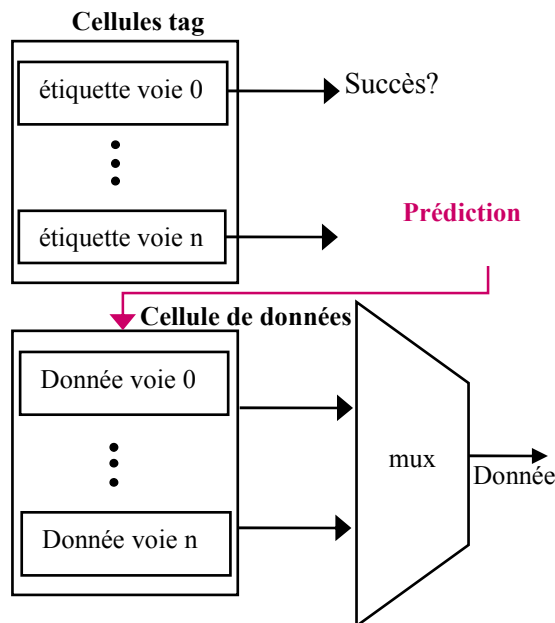 Cellules tag
étiquette voie 0
Succès?
étiquette voie n
Prédiction
Cellule de données
Donnée voie 0
mux
Donnée
Donnée voie n